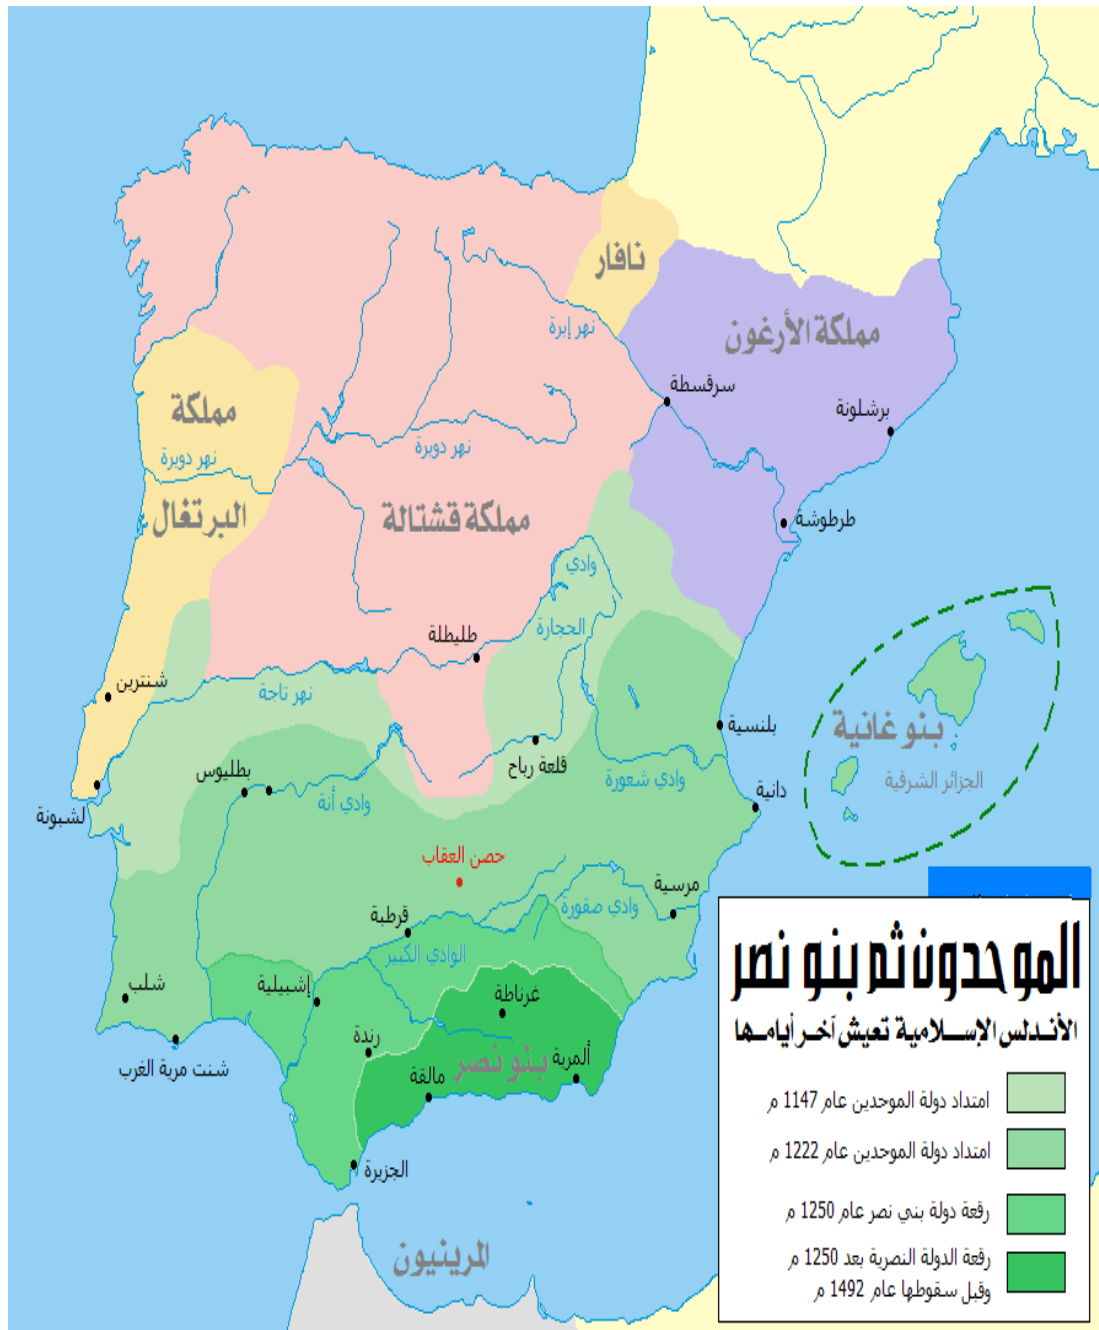 نافار
نهر إبرة
مملكة الأرغون
سرقسطة
برشلونة
مملكة
نهر دويرة
نهر دويرة
البرتغال
مملكة قشتالة
طرطوشة
وادي
الحجارة
طليطلة
شنترين
نهر تاجة
بلنسية
بنو غانية
قلعة رباح
بطليوس
وادي شعورة
الجزائر الشرقية
دانية
وادي أنة
لشبونة
حصن العقاب
مرسية
وادي صقورة
قرطبة
الوادي الكبير
شلب
إشبيلية
غرناطة
رندة
بنو نصر
ألمرية
شنت مرية الغرب
مالقة
الجزيرة
المرينيون
الموحدون ثم بنو نصر
الأندلس الإسلامية تعيش آخر أيامها
امتداد دولة الموحدين عام 1147 م
امتداد دولة الموحدين عام 1222 م
رقعة دولة بني نصر عام 1250 م
رقعة الدولة النصرية بعد 1250 م
وقبل سقوطها عام 1492 م